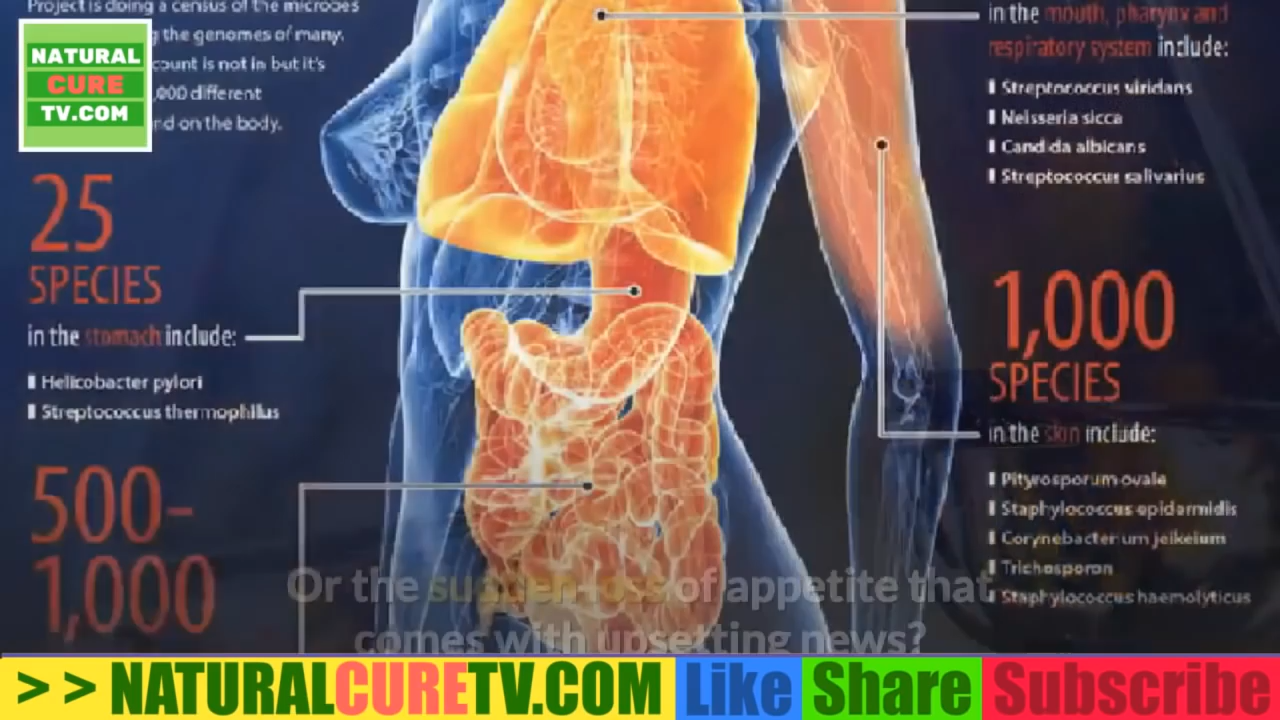 Project is doing a census of the microbes
g the genomes of many.
count is not in but it's
,000 different
nd on the body.
NATURAL
CURE
TV.COM
25
SPECIES
in the stomach include:
Helicobacter pylori
Streptococcus thermophilus
500-
1,000
in the mouth, pharynx and
respiratory system include:
Streptococcus viridans
Neisseria sicca
Candida albicans
Streptococcus salivarius
1,000
SPECIES
in the skin include:
Pityrosporum ovale
Staphylococcus epidermidis
Corynebacterium jeikeium
Trichosporon
Staphylococcus haemolyticus
Or the sudden loss of appetite that
comes with upsetting news?
>> NATURALCURETV.COM Like Share Subscribe